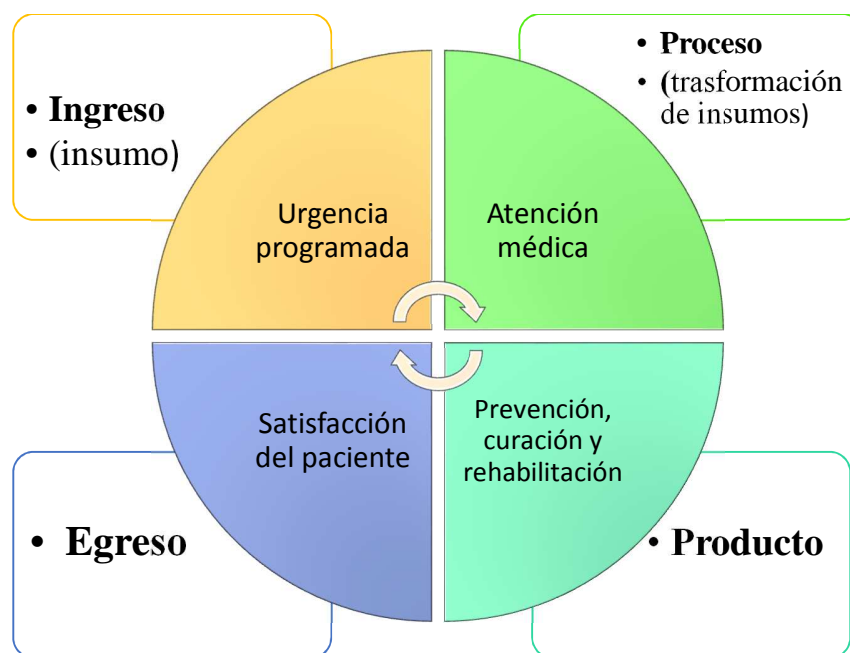 • Ingreso
• (insumo)
• Proceso
• (trasformación
de insumos)
Urgencia
programada
Atención
médica
Satisfacción
del paciente
Prevención,
curación y
rehabilitación
• Egreso
• Producto